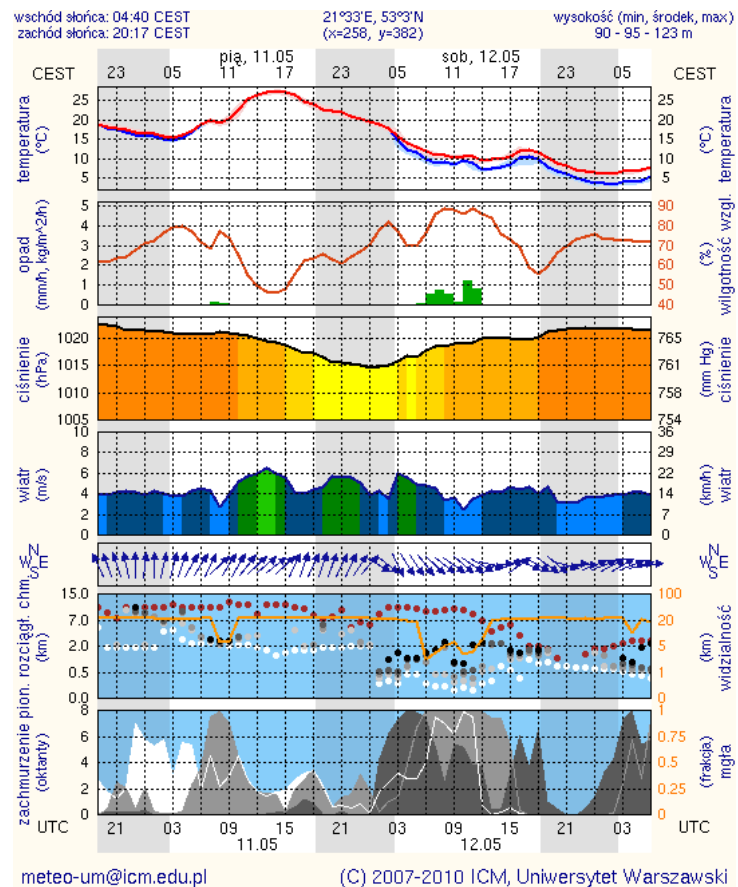 wschód słońca: 04:40 CEST 21°33'E, 53°3'N wysokość (min, środek, max)
zachód słońca: 20:17 CEST (x=258, y=382) 90 - 95 - 123 m
pią, 11.05 sob, 12.05
CEST 23 05 11 17 23 05 11 17 23 05 CEST
temperatura (°C) 25 20 15 10 5 25 20 15 10 5 (°C) temperatura
opad (mm/h, kg/m^2/h) 5 4 3 2 1 0 90 80 70 60 50 40 (%) wilgotność wzgl.
ciśnienie (hPa) 1020 1015 1010 1005 765 761 758 754 (mm Hg) ciśnienie
wiatr (m/s) 10 8 6 4 2 0 36 29 22 14 7 0 (km/h) wiatr
N W E S N W E S
pion. rozciągł. chm. (km) 15.0 7.0 2.0 0.5 0.0 100 20 5 1 0 (km) widzialność
zachmurzenie (oktanty) 8 6 4 2 0 1 0.75 0.5 0.25 0 (frakcja) mgła
UTC 21 03 09 15 21 03 09 15 21 03 UTC
11.05 12.05
meteo-um@icm.edu.pl (C) 2007-2010 ICM, Uniwersytet Warszawski